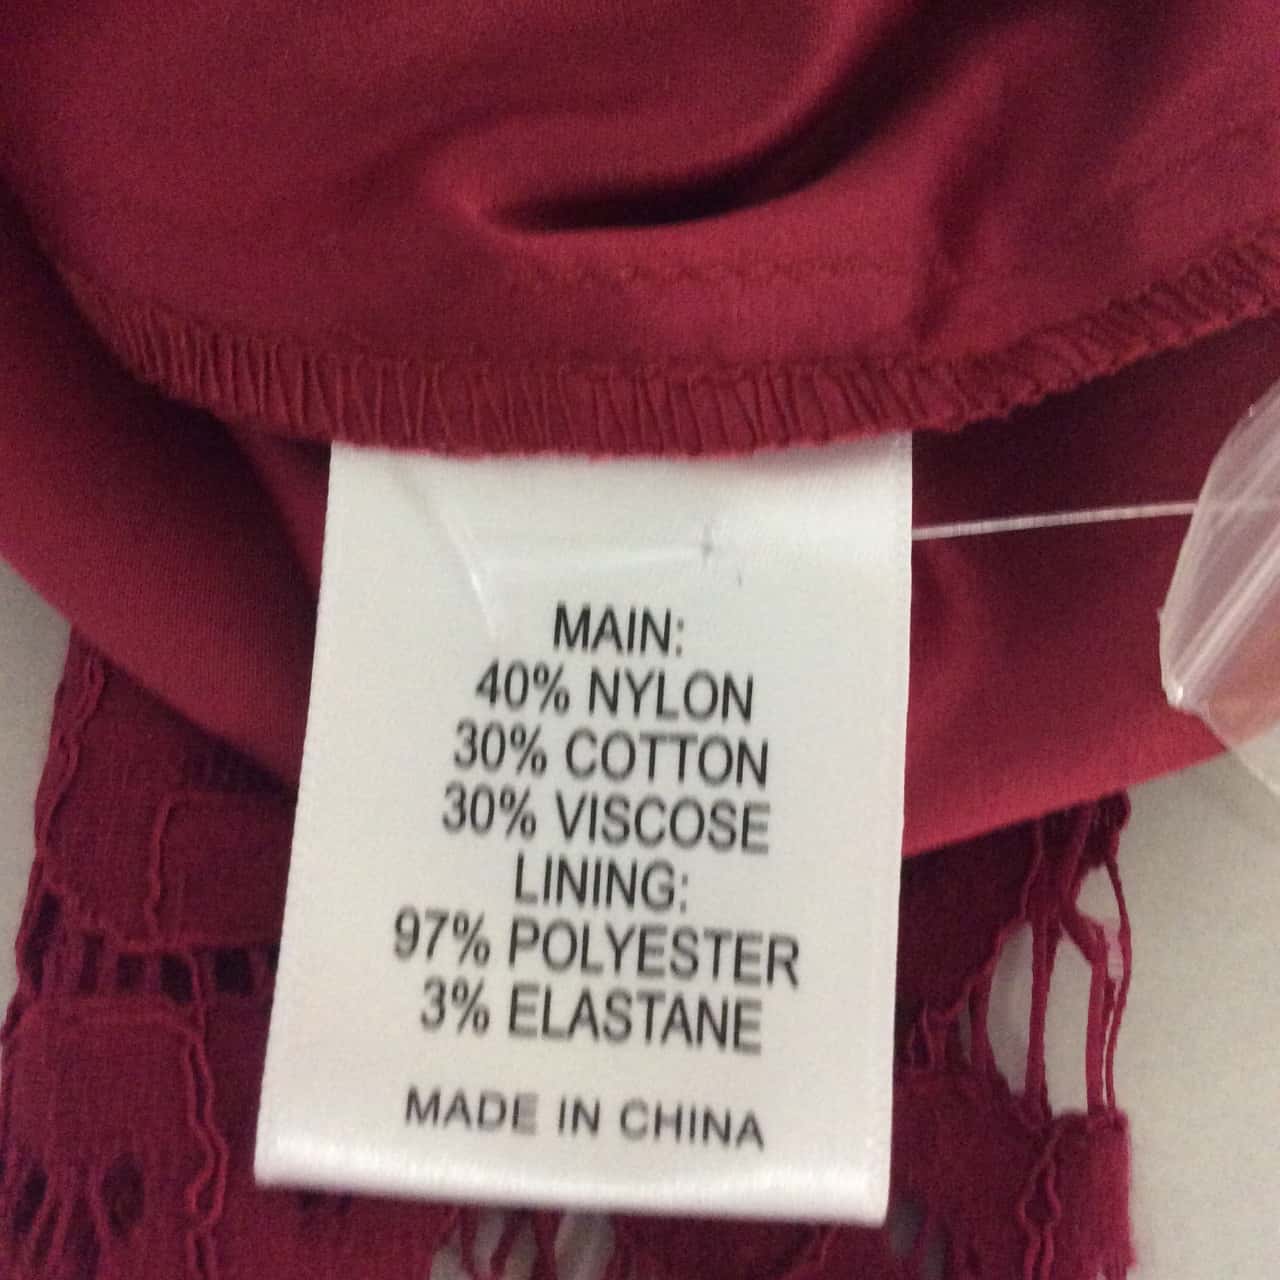 MAIN:
40% NYLON
30% COTTON
30% VISCOSE
LINING:
97% POLYESTER
3% ELASTANE
MADE IN CHINA